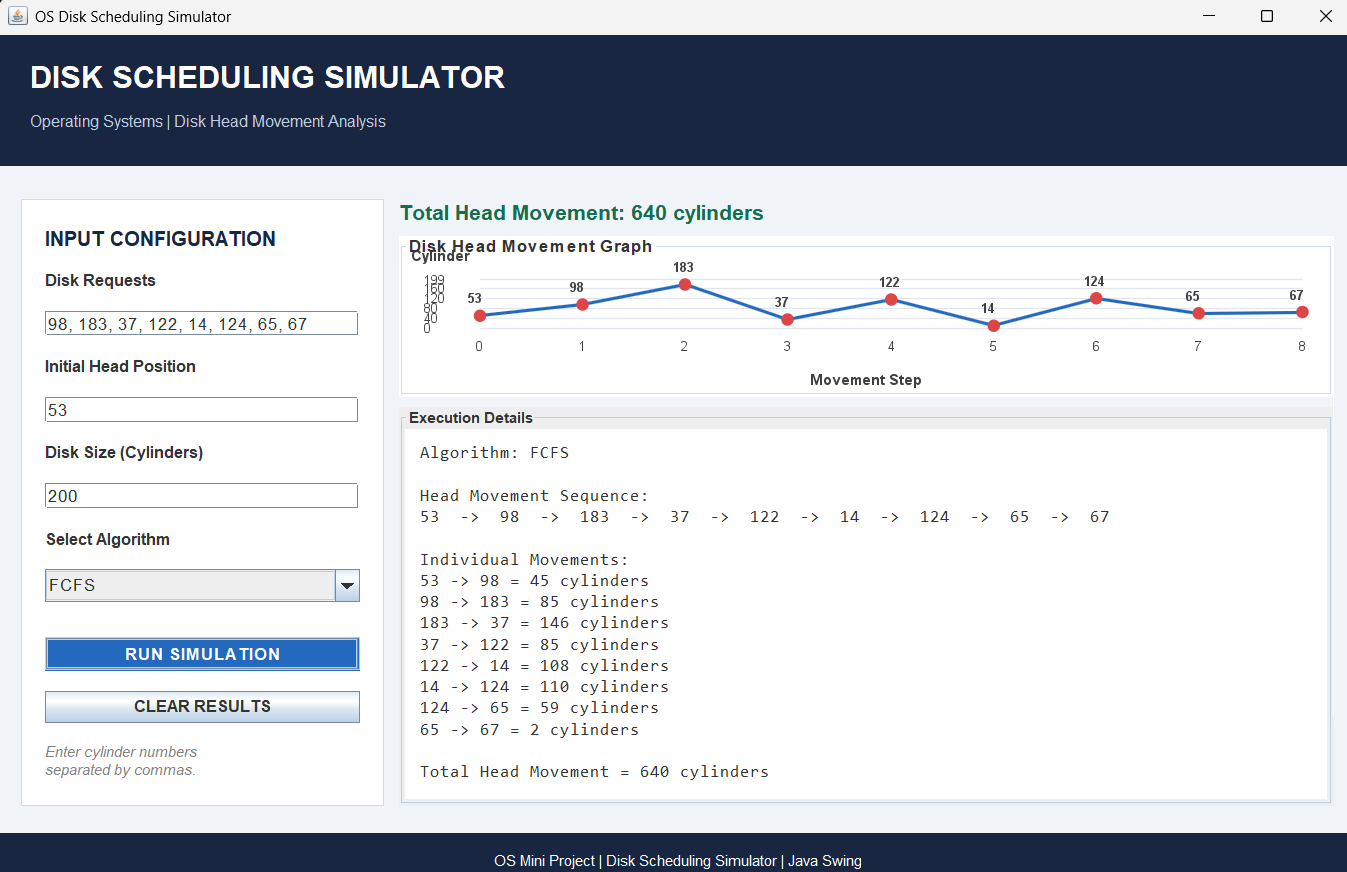 OS Disk Scheduling Simulator
DISK SCHEDULING SIMULATOR
Operating Systems | Disk Head Movement Analysis
INPUT CONFIGURATION
Disk Requests
98, 183, 37, 122, 14, 124, 65, 67
Initial Head Position
53
Disk Size (Cylinders)
200
Select Algorithm
FCFS
RUN SIMULATION
CLEAR RESULTS
Enter cylinder numbers
separated by commas.
Total Head Movement: 640 cylinders
Disk Head Movement Graph
Cylinder
199
160
120
80
40
0
53
98
183
37
122
14
124
65
67
0 1 2 3 4 5 6 7 8
Movement Step
Execution Details
Algorithm: FCFS
Head Movement Sequence:
53 -> 98 -> 183 -> 37 -> 122 -> 14 -> 124 -> 65 -> 67
Individual Movements:
53 -> 98 = 45 cylinders
98 -> 183 = 85 cylinders
183 -> 37 = 146 cylinders
37 -> 122 = 85 cylinders
122 -> 14 = 108 cylinders
14 -> 124 = 110 cylinders
124 -> 65 = 59 cylinders
65 -> 67 = 2 cylinders
Total Head Movement = 640 cylinders
OS Mini Project | Disk Scheduling Simulator | Java Swing